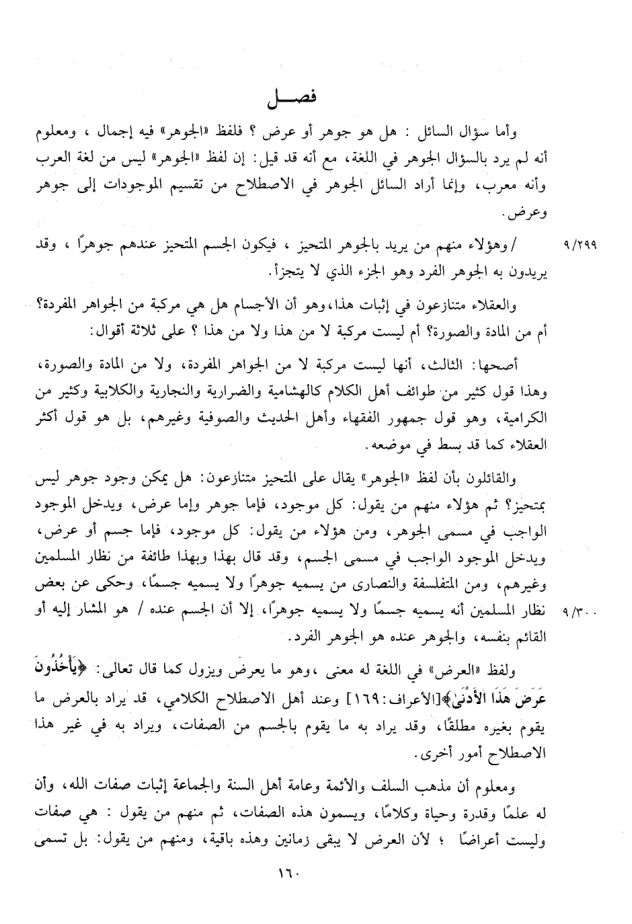 فصــل
وأما سؤال السائل : هل هو جوهر أو عرض ؟ فلفظ «الجوهر» فيه إجمال ، ومعلوم
أنه لم يرد بالسؤال الجوهر في اللغة، مع أنه قد قيل: إن لفظ «الجوهر» ليس من لغة العرب
وأنه معرب، وإنما أراد السائل الجوهر في الاصطلاح من تقسيم الموجودات إلى جوهر
وعرض.
٩/٢٩٩ / وهؤلاء منهم من يريد بالجوهر المتحيز ، فيكون الجسم المتحيز عندهم جوهرًا ، وقد
يريدون به الجوهر الفرد وهو الجزء الذي لا يتجزأ.
والعقلاء متنازعون في إثبات هذا،وهو أن الأجسام هل هي مركبة من الجواهر المفردة؟
أم من المادة والصورة؟ أم ليست مركبة لا من هذا ولا من هذا ؟ على ثلاثة أقوال:
أصحها: الثالث، أنها ليست مركبة لا من الجواهر المفردة، ولا من المادة والصورة،
وهذا قول كثير من طوائف أهل الكلام كالهشامية والضرارية والنجارية والكلابية وكثير من
الكرامية، وهو قول جمهور الفقهاء وأهل الحديث والصوفية وغيرهم، بل هو قول أكثر
العقلاء كما قد بسط في موضعه.
والقائلون بأن لفظ «الجوهر» يقال على المتحيز متنازعون: هل يمكن وجود جوهر ليس
بمتحيز؟ ثم هؤلاء منهم من يقول: كل موجود، فإما جوهر وإما عرض، ويدخل الموجود
الواجب في مسمى الجوهر، ومن هؤلاء من يقول: كل موجود، فإما جسم أو عرض،
ويدخل الموجود الواجب في مسمى الجسم، وقد قال بهذا وبهذا طائفة من نظار المسلمين
وغيرهم، ومن المتفلسفة والنصارى من يسميه جوهرًا ولا يسميه جسمًا، وحكى عن بعض
٩/٣٠٠ نظار المسلمين أنه يسميه جسمًا ولا يسميه جوهرًا، إلا أن الجسم عنده / هو المشار إليه أو
القائم بنفسه، والجوهر عنده هو الجوهر الفرد.
ولفظ «العرض» في اللغة له معنى ،وهو ما يعرض ويزول كما قال تعالى: ﴿يَأْخُذُونَ
عَرَضَ هَذَا الأَدْنَىٰ﴾[الأعراف:١٦٩] وعند أهل الاصطلاح الكلامي، قد يراد بالعرض ما
يقوم بغيره مطلقًا، وقد يراد به ما يقوم بالجسم من الصفات، ويراد به في غير هذا
الاصطلاح أمور أخرى.
ومعلوم أن مذهب السلف والأئمة وعامة أهل السنة والجماعة إثبات صفات الله، وأن
له علمًا وقدرة وحياة وكلامًا، ويسمون هذه الصفات، ثم منهم من يقول : هي صفات
وليست أعراضًا ؛ لأن العرض لا يبقى زمانين وهذه باقية، ومنهم من يقول: بل تسمى
١٦٠